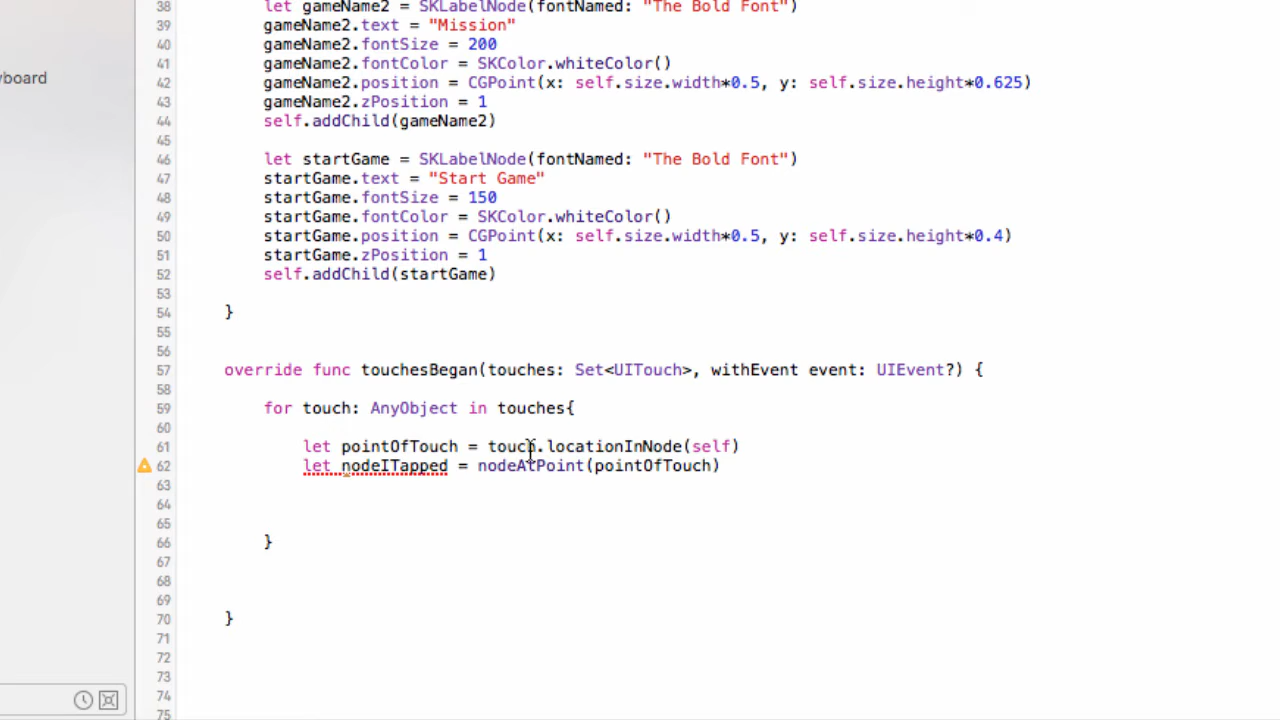 yboard
38 let gameName2 = SKLabelNode(fontNamed: "The Bold Font")
39 gameName2.text = "Mission"
40 gameName2.fontSize = 200
41 gameName2.fontColor = SKColor.whiteColor()
42 gameName2.position = CGPoint(x: self.size.width*0.5, y: self.size.height*0.625)
43 gameName2.zPosition = 1
44 self.addChild(gameName2)
45
46 let startGame = SKLabelNode(fontNamed: "The Bold Font")
47 startGame.text = "Start Game"
48 startGame.fontSize = 150
49 startGame.fontColor = SKColor.whiteColor()
50 startGame.position = CGPoint(x: self.size.width*0.5, y: self.size.height*0.4)
51 startGame.zPosition = 1
52 self.addChild(startGame)
53
54 }
55
56
57 override func touchesBegan(touches: Set<UITouch>, withEvent event: UIEvent?) {
58
59 for touch: AnyObject in touches{
60
61 let pointOfTouch = touch.locationInNode(self)
62 let nodeITapped = nodeAtPoint(pointOfTouch)
63
64
65
66 }
67
68
69
70 }
71
72
73
74
75